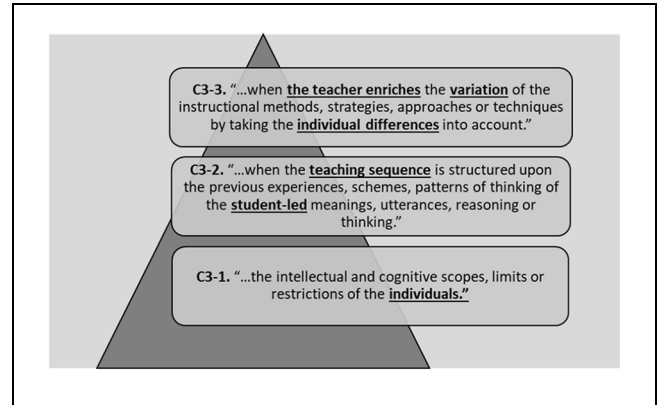 C3-3. “…when the teacher enriches the variation of the
instructional methods, strategies, approaches or techniques
by taking the individual differences into account.”
C3-2. “…when the teaching sequence is structured upon
the previous experiences, schemes, patterns of thinking of
the student-led meanings, utterances, reasoning or
thinking.”
C3-1. “…the intellectual and cognitive scopes, limits or
restrictions of the individuals.”